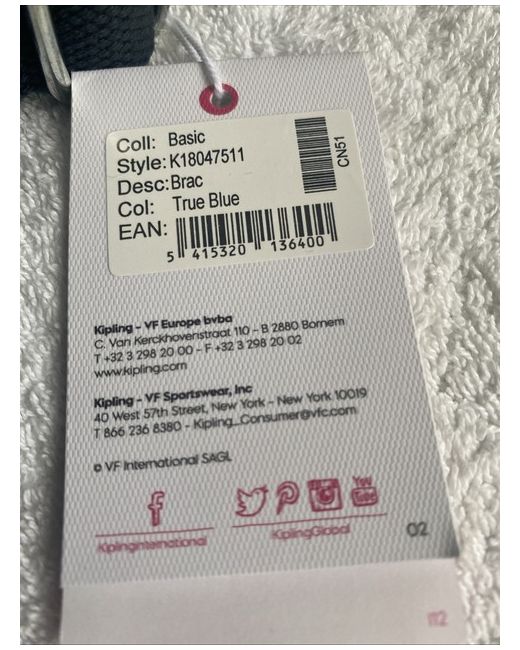 Coll: Basic
Style: K18047511
Desc: Brac
Col: True Blue
EAN:
5 415320 136400
CN51
Kipling - VF Europe bvba
C. Van Kerckhovenstraat 110 - B 2880 Bornem
T +32 3 298 20 00 - F +32 3 298 20 02
www.kipling.com
Kipling - VF Sportswear, Inc
40 West 57th Street, New York - New York 10019
T 866 236 8380 - Kipling_Consumer@vfc.com
© VF International SAGL
You
Tube
KiplingInternational
KiplingGlobal
02